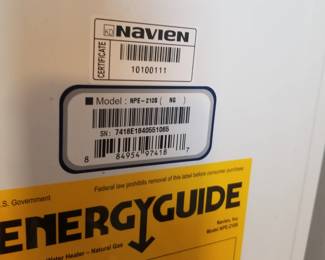 KD NAVIEN
CERTIFICATE
10100111
Model: NPE-210S ( NG )
SN: 7418E1840551065
8 84954 97418 7
U.S. Government
Federal law prohibits removal of this label before consumer purchase
ENERGYGUIDE
Water Heater - Natural Gas
Navien, Inc
Model NPE-210S